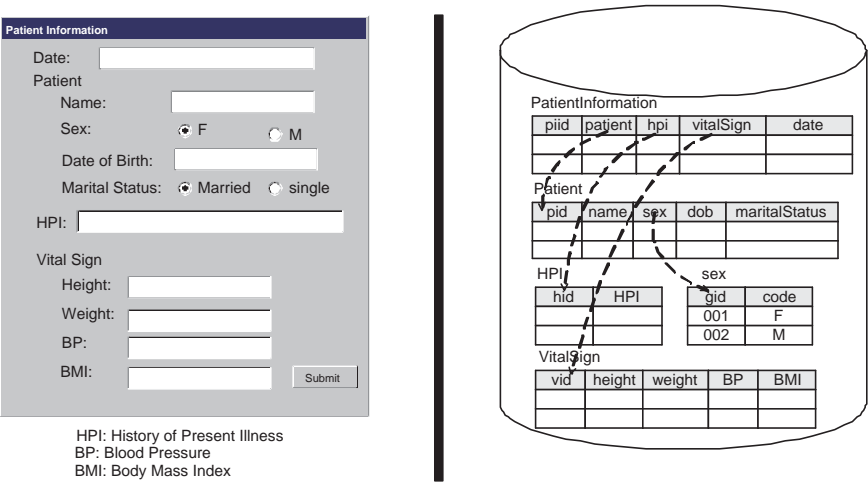 Patient Information
Date:
Patient
Name:
Sex: F M
Date of Birth:
Marital Status: Married single
HPI:
Vital Sign
Height:
Weight:
BP:
BMI:
Submit
HPI: History of Present Illness
BP: Blood Pressure
BMI: Body Mass Index
PatientInformation
piid patient hpi vitalSign date
Patient
pid name sex dob maritalStatus
HPI
hid HPI
sex
gid code
001 F
002 M
VitalSign
vid height weight BP BMI